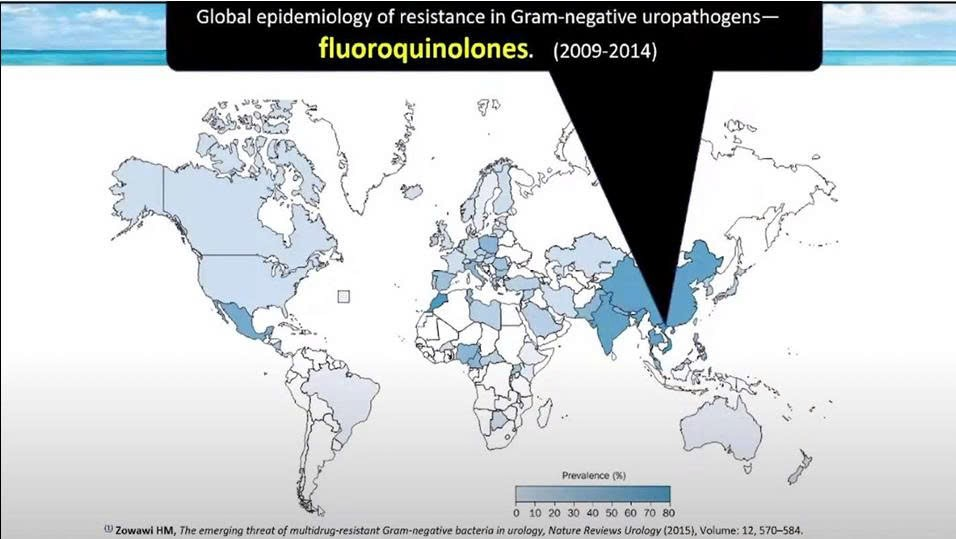 Global epidemiology of resistance in Gram-negative uropathogens—
fluoroquinolones. (2009-2014)
Prevalence (%)
0 10 20 30 40 50 60 70 80
(1) Zowawi HM, The emerging threat of multidrug-resistant Gram-negative bacteria in urology, Nature Reviews Urology (2015), Volume: 12, 570–584.